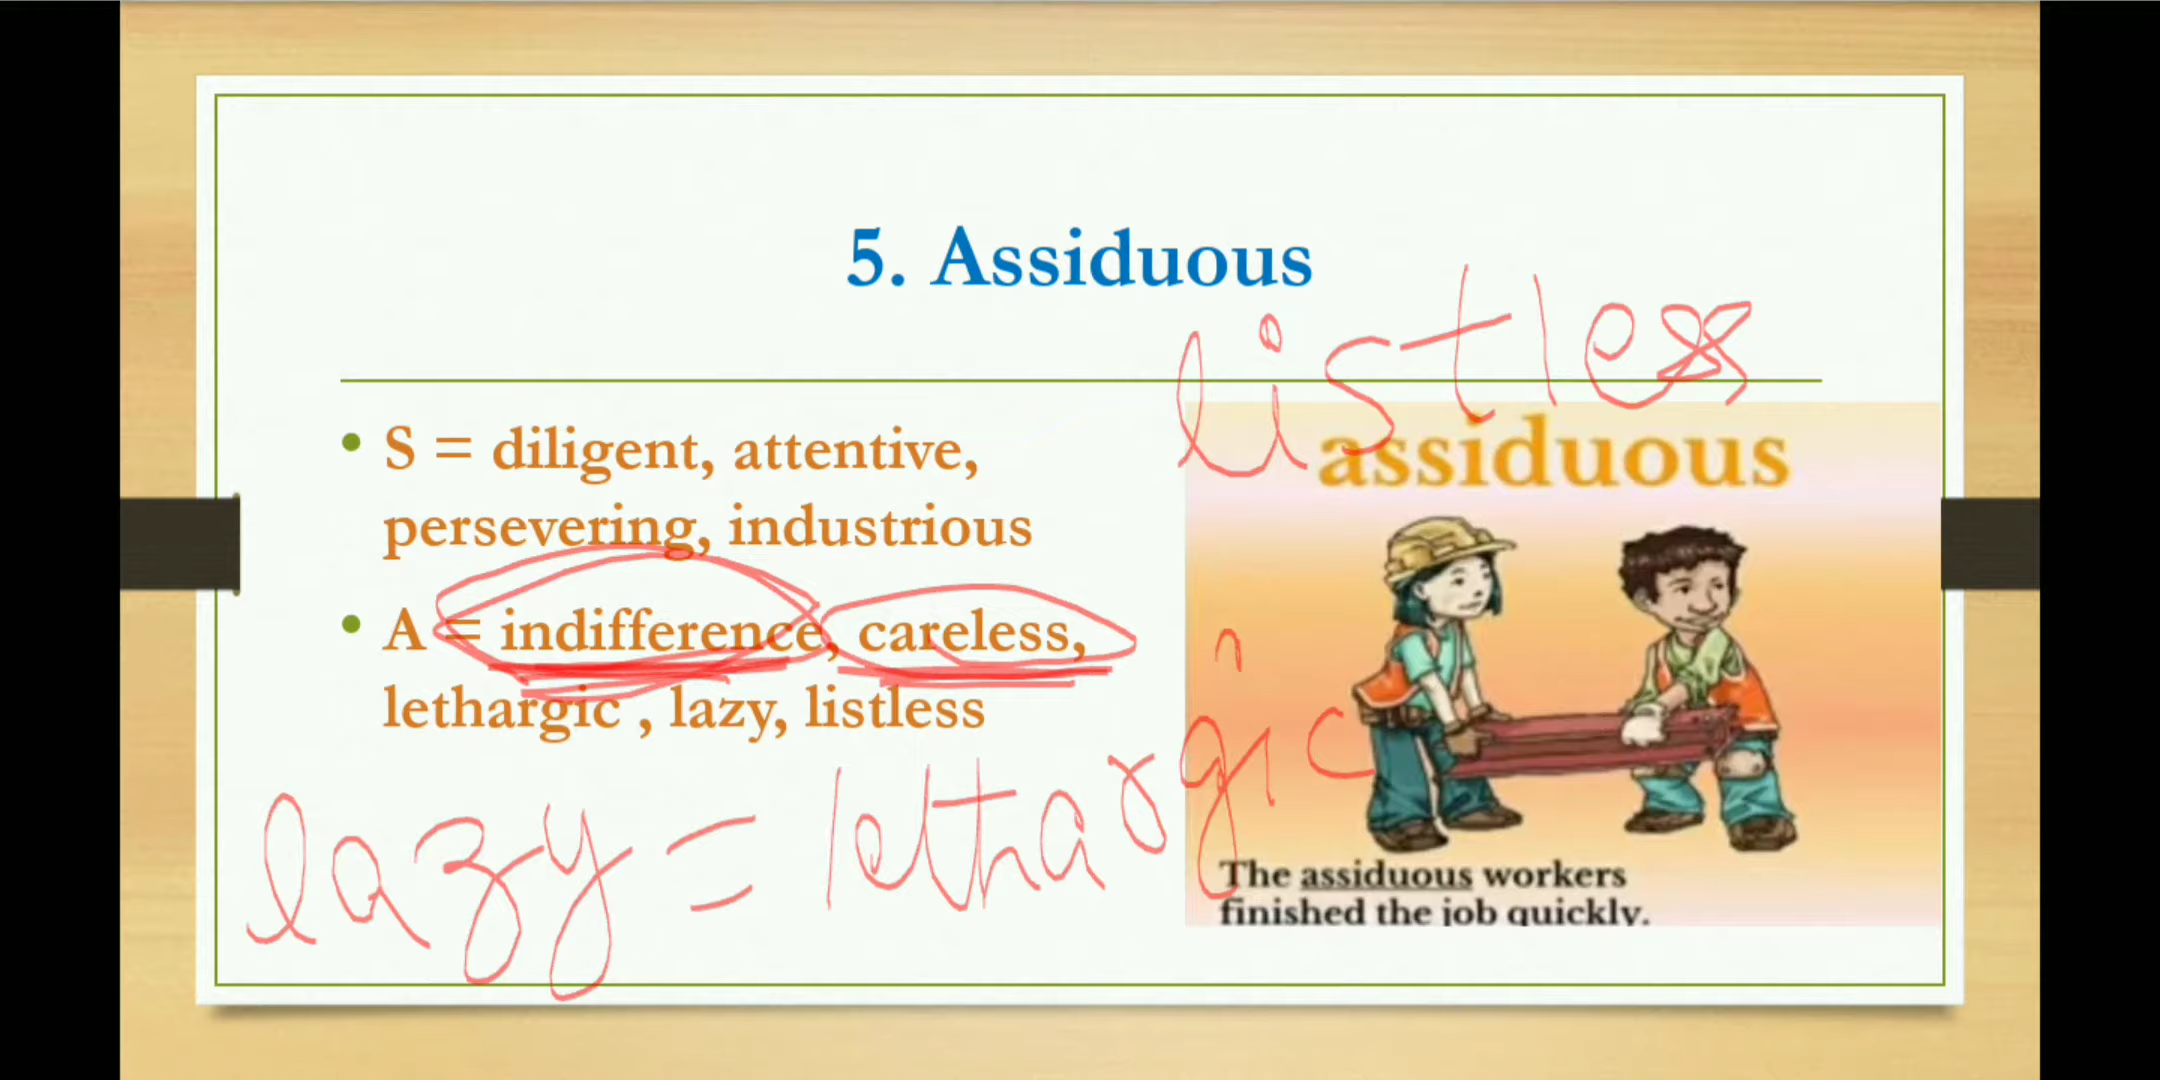 5. Assiduous
listless
• S = diligent, attentive,
persevering, industrious
• A = indifference, careless,
lethargic , lazy, listless
lazy = lethargic
assiduous
The assiduous workers
finished the job quickly.